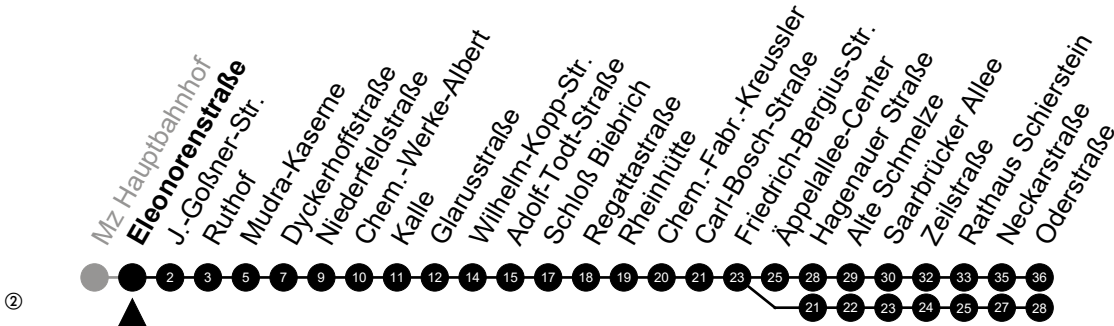 Mz Hauptbahnhof
Eleonorenstraße
J.-Goßner-Str.
Ruthof
Mudra-Kaserne
Dyckerhoffstraße
Niederfeldstraße
Chem.-Werke-Albert
Kalle
Glarusstraße
Wilhelm-Kopp-Str.
Adolf-Todt-Straße
Schloß Biebrich
Regattastraße
Rheinhütte
Chem.-Fabr.-Kreussler
Carl-Bosch-Straße
Friedrich-Bergius-Str.
Äppelallee-Center
Hagenauer Straße
Alte Schmelze
Saarbrücker Allee
Zeilstraße
Rathaus Schierstein
Neckarstraße
Oderstraße
2 3 5 7 9 10 11 12 14 15 17 18 19 20 21 23 25 28 29 30 32 33 35 36
② 21 22 23 24 25 27 28